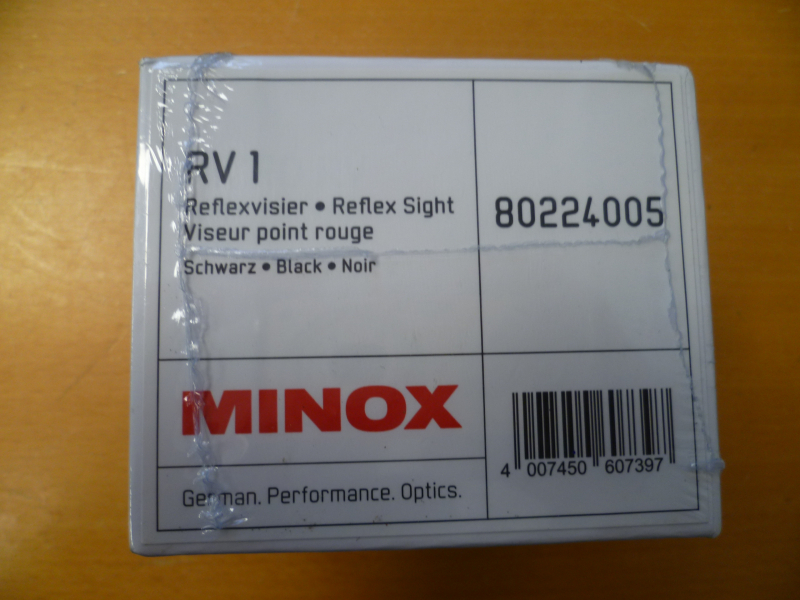 RV 1
Reflexvisier • Reflex Sight
Viseur point rouge
Schwarz • Black • Noir
80224005
MINOX
German. Performance. Optics.
4 007450 607397